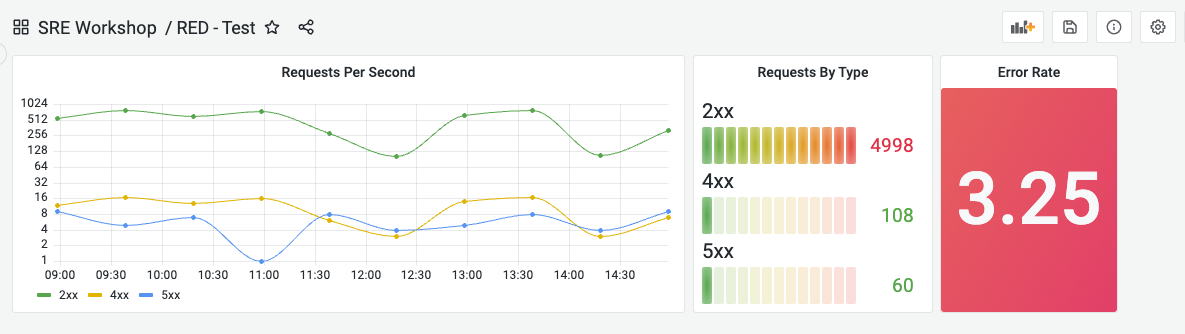 SRE Workshop / RED - Test
Requests Per Second
1024
512
256
128
64
32
16
8
4
2
1
09:00 09:30 10:00 10:30 11:00 11:30 12:00 12:30 13:00 13:30 14:00 14:30
2xx 4xx 5xx
Requests By Type
2xx
4998
4xx
108
5xx
60
Error Rate
3.25